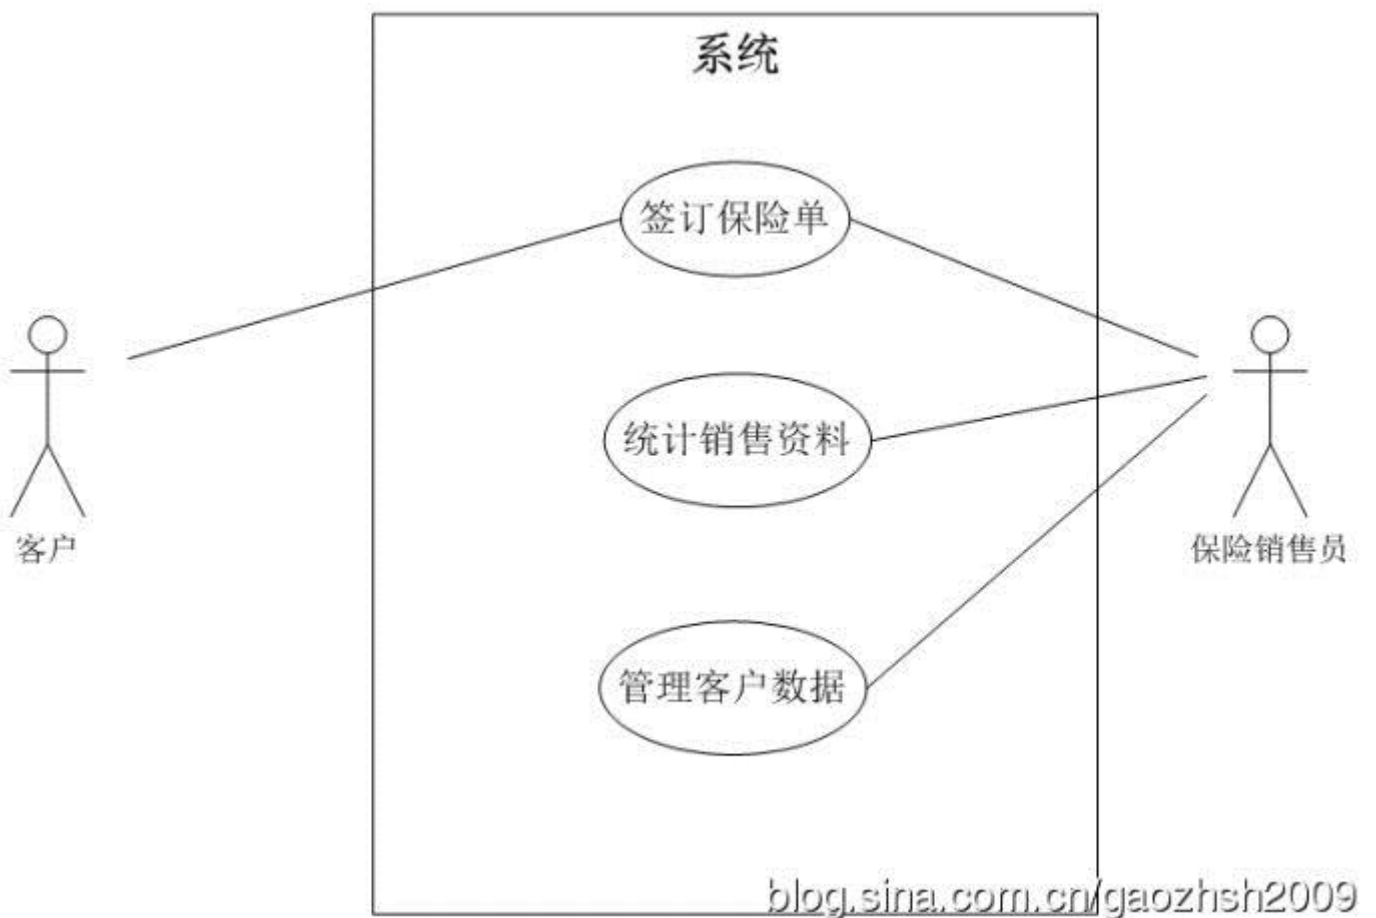 系统
签订保险单
统计销售资料
客户
保险销售员
管理客户数据
blog.sina.com.cn/gaozhsh2009